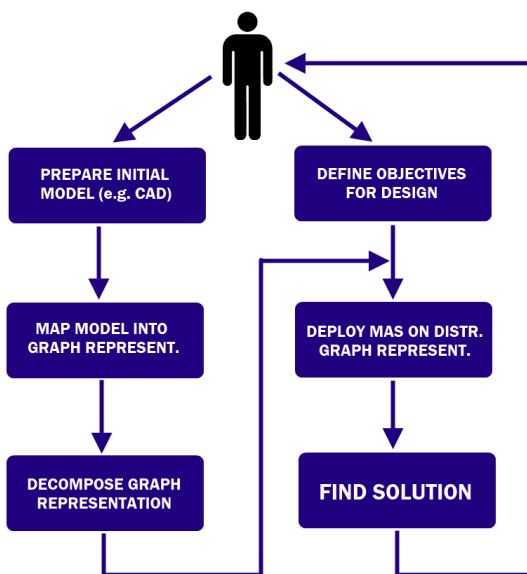 PREPARE INITIAL
MODEL (e.g. CAD)
MAP MODEL INTO
GRAPH REPRESENT.
DECOMPOSE GRAPH
REPRESENTATION
DEFINE OBJECTIVES
FOR DESIGN
DEPLOY MAS ON DISTR.
GRAPH REPRESENT.
FIND SOLUTION